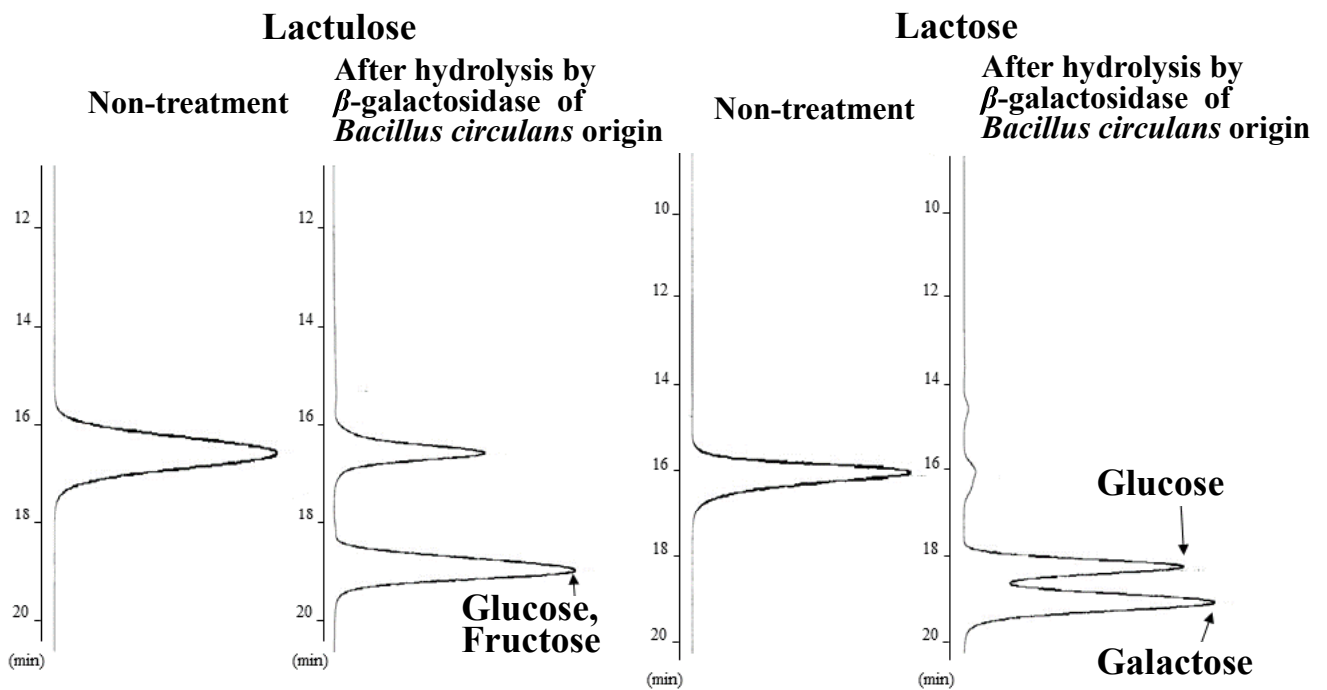 Lactulose
Non-treatment
After hydrolysis by
β-galactosidase of
Bacillus circulans origin
12
14
16
18
20
(min)
12
14
16
18
20
(min)
Glucose,
Fructose
Lactose
Non-treatment
After hydrolysis by
β-galactosidase of
Bacillus circulans origin
10
12
14
16
18
20
(min)
10
12
14
16
18
20
(min)
Glucose
Galactose